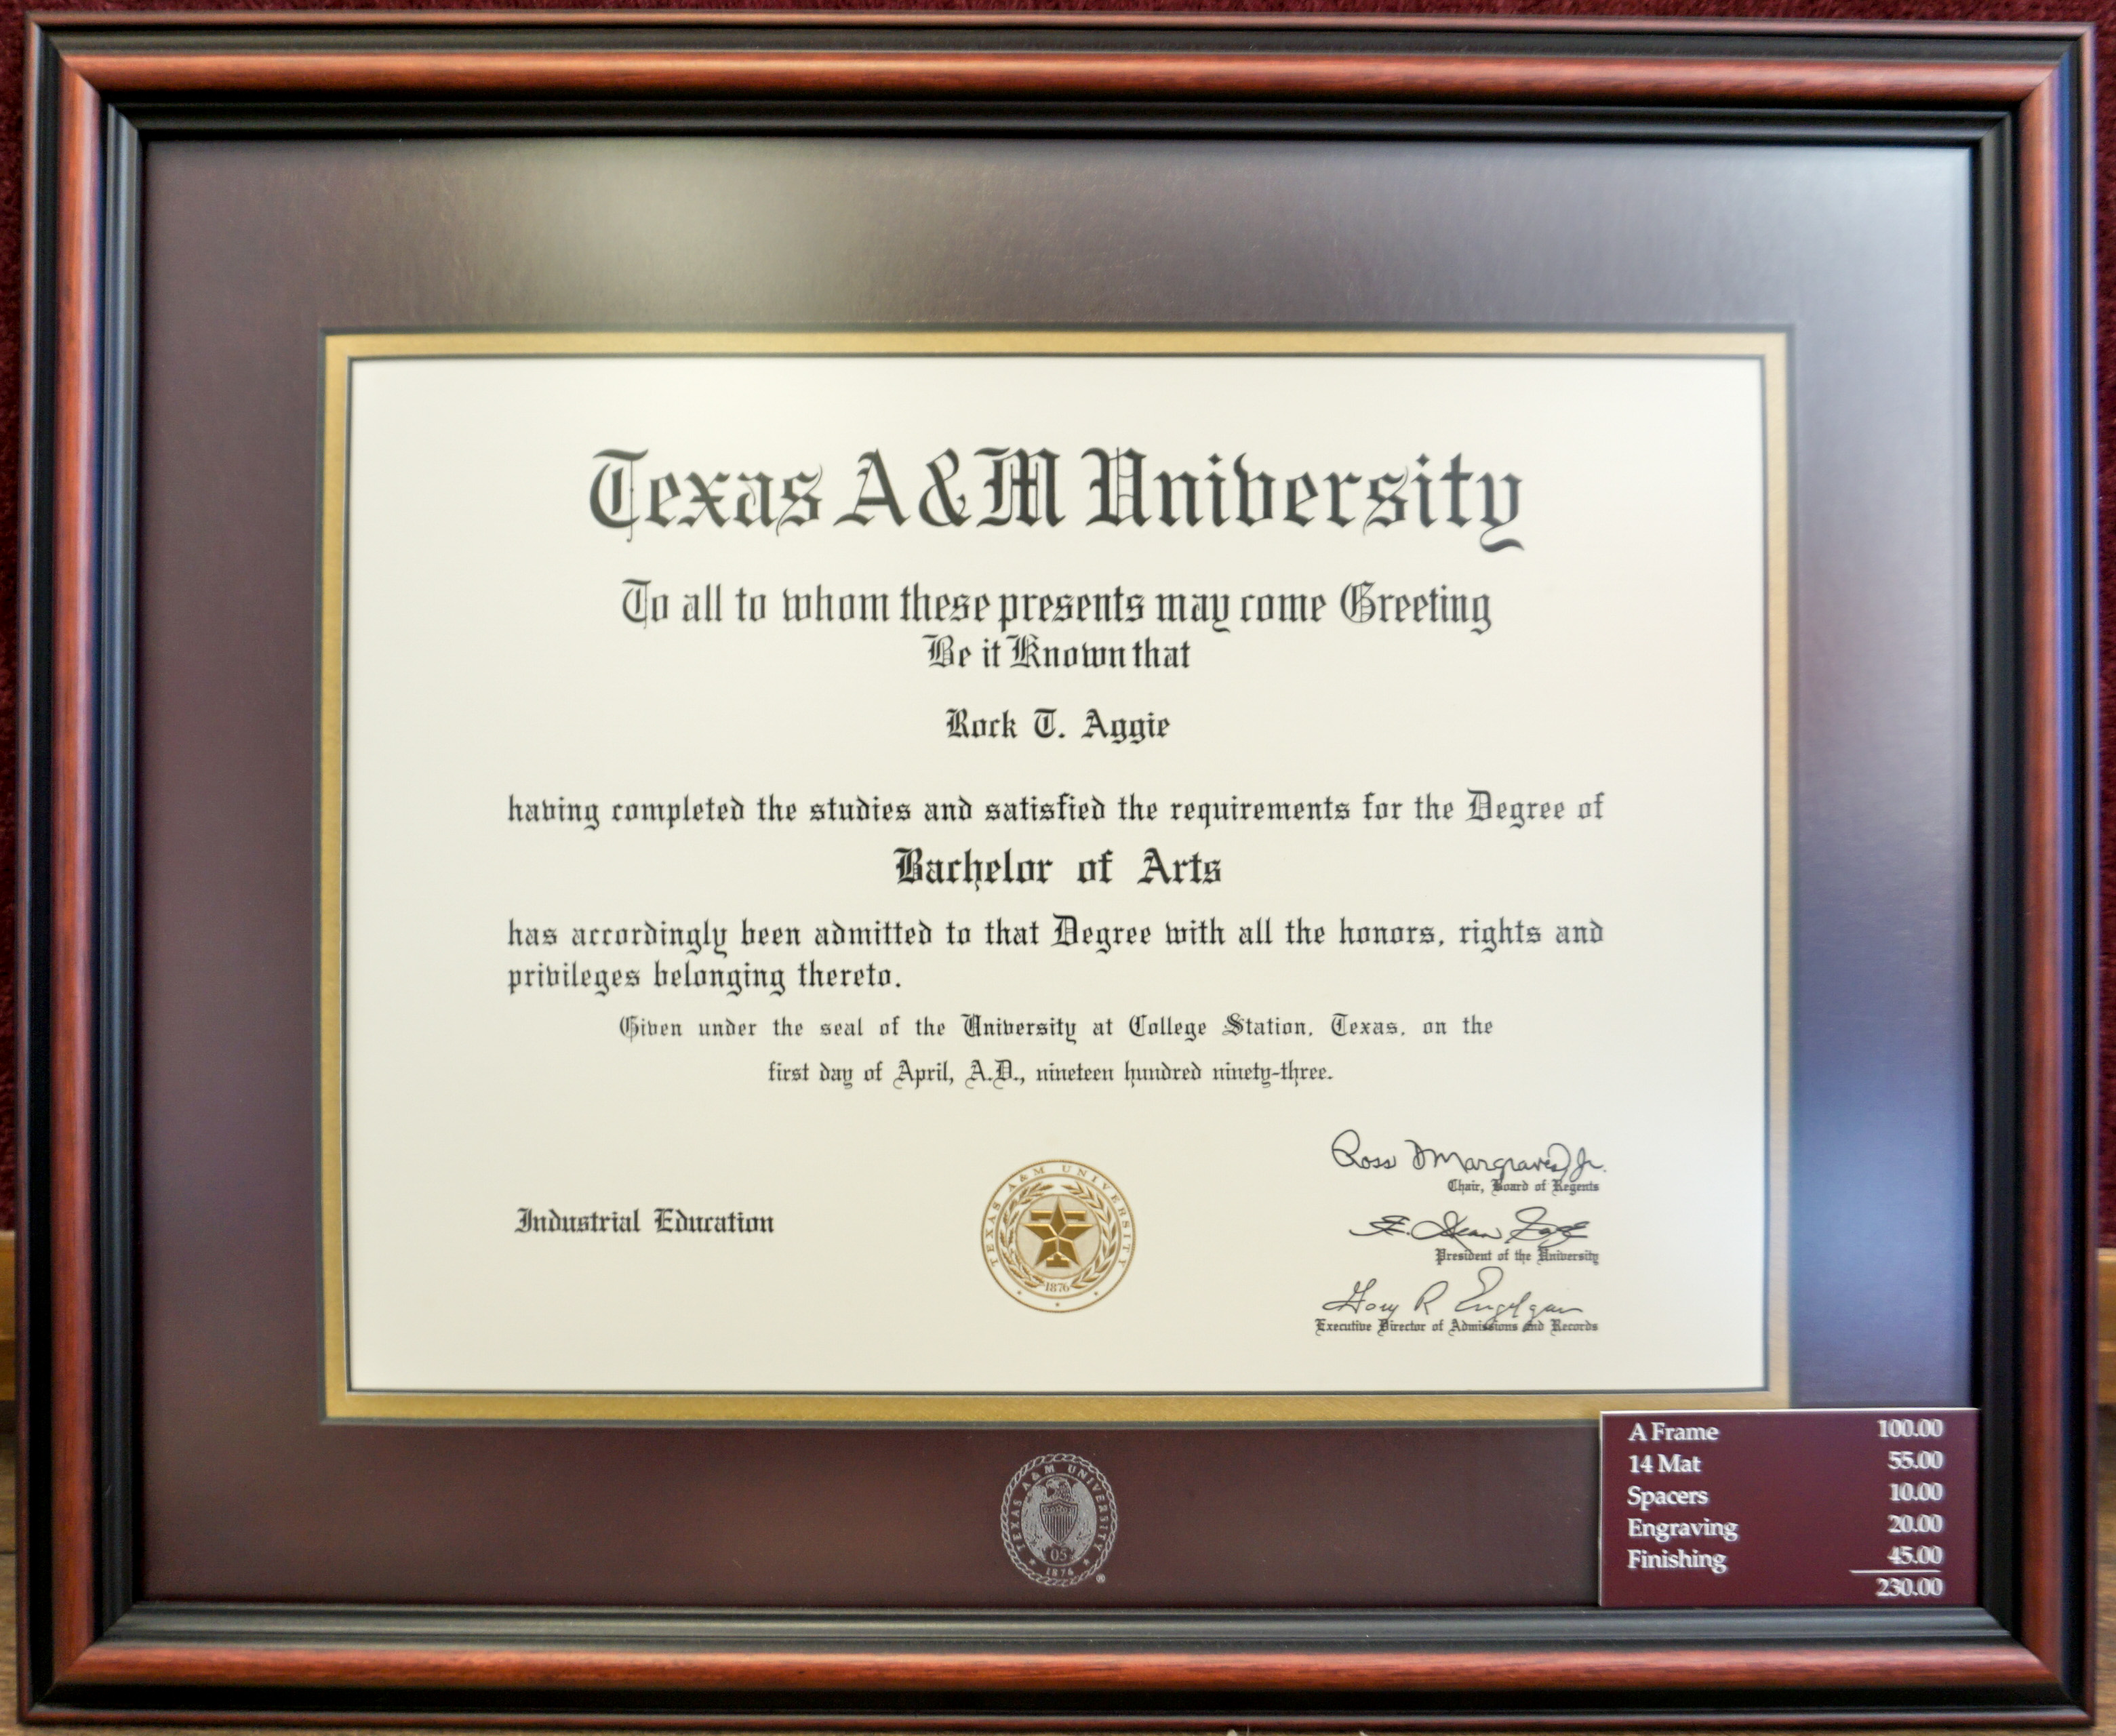 Texas A&M University
To all to whom these presents may come Greeting
Be it Known that
Rock T. Aggie
having completed the studies and satisfied the requirements for the Degree of
Bachelor of Arts
has accordingly been admitted to that Degree with all the honors, rights and
privileges belonging thereto.
Given under the seal of the University at College Station, Texas, on the
first day of April, A.D., nineteen hundred ninety-three.
Industrial Education
TEXAS A&M UNIVERSITY
1876
Ross Margraves, Jr.
Chair, Board of Regents
E. Dean
President of the University
R Engelgau
Executive Director of Admissions and Records
TEXAS A&M UNIVERSITY
05
1876
®
A Frame 100.00
14 Mat 55.00
Spacers 10.00
Engraving 20.00
Finishing 45.00
230.00